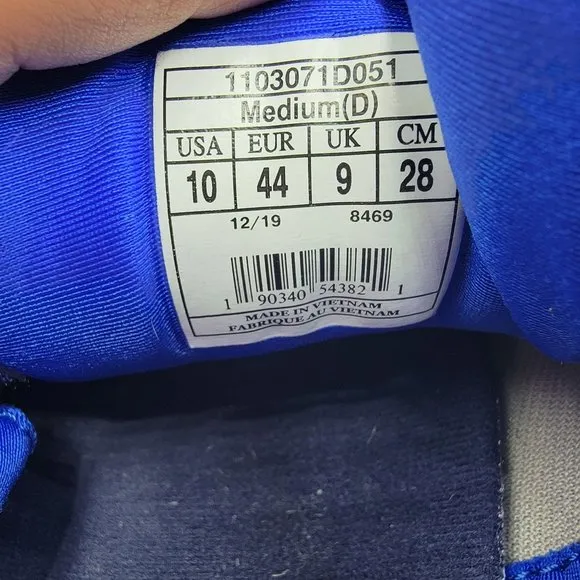 1103071D051
Medium(D)
USA EUR UK CM
10 44 9 28
12/19 8469
1 90340 54382 1
MADE IN VIETNAM
FABRIQUE AU VIETNAM